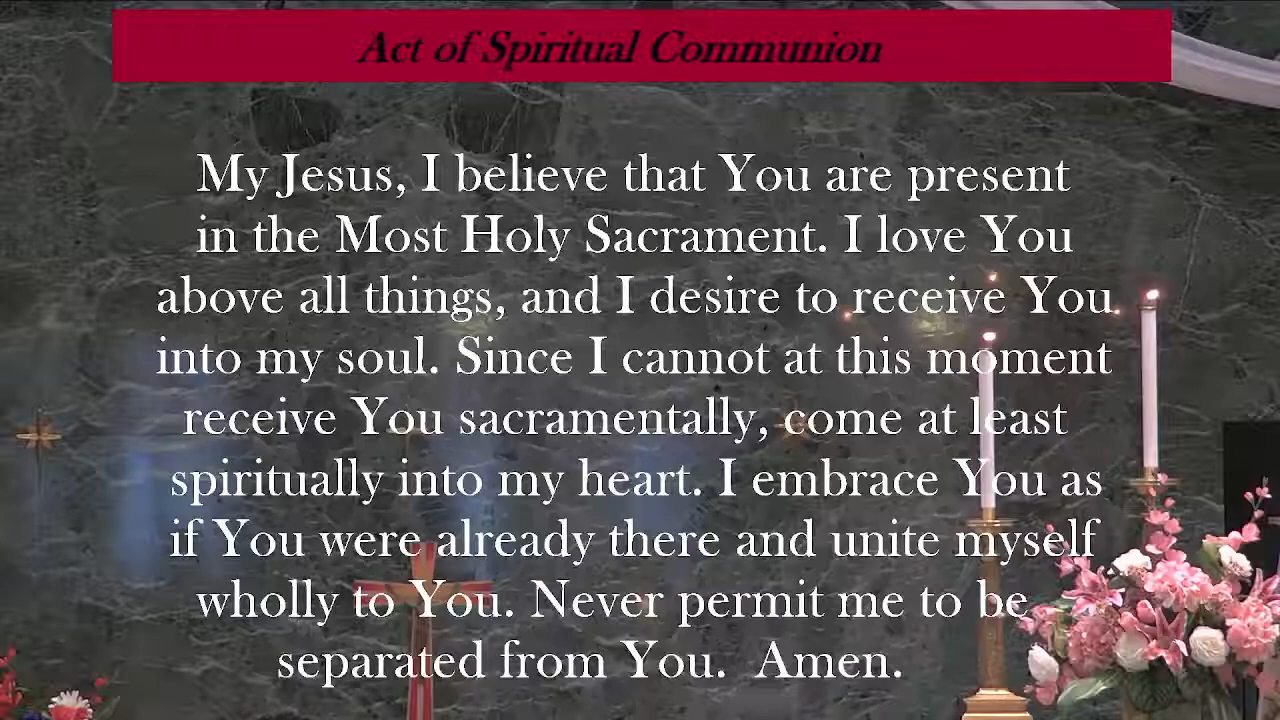 Act of Spiritual Communion
My Jesus, I believe that You are present
in the Most Holy Sacrament. I love You
above all things, and I desire to receive You
into my soul. Since I cannot at this moment
receive You sacramentally, come at least
spiritually into my heart. I embrace You as
if You were already there and unite myself
wholly to You. Never permit me to be
separated from You.  Amen.